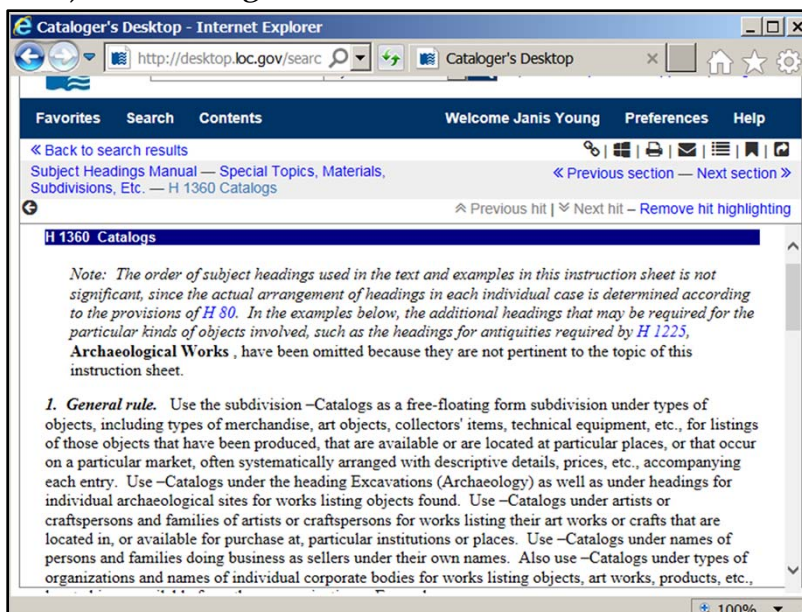 Cataloger's Desktop - Internet Explorer
http://desktop.loc.gov/searc
Cataloger's Desktop
Favorites Search Contents Welcome Janis Young Preferences Help
« Back to search results
Subject Headings Manual — Special Topics, Materials, Subdivisions, Etc. — H 1360 Catalogs
« Previous section — Next section »
Previous hit | Next hit – Remove hit highlighting
H 1360 Catalogs
Note: The order of subject headings used in the text and examples in this instruction sheet is not
significant, since the actual arrangement of headings in each individual case is determined according
to the provisions of H 80. In the examples below, the additional headings that may be required for the
particular kinds of objects involved, such as the headings for antiquities required by H 1225,
Archaeological Works , have been omitted because they are not pertinent to the topic of this
instruction sheet.
1. General rule. Use the subdivision –Catalogs as a free-floating form subdivision under types of
objects, including types of merchandise, art objects, collectors' items, technical equipment, etc., for listings
of those objects that have been produced, that are available or are located at particular places, or that occur
on a particular market, often systematically arranged with descriptive details, prices, etc., accompanying
each entry. Use –Catalogs under the heading Excavations (Archaeology) as well as under headings for
individual archaeological sites for works listing objects found. Use –Catalogs under artists or
craftspersons and families of artists or craftspersons for works listing their art works or crafts that are
located in, or available for purchase at, particular institutions or places. Use –Catalogs under names of
persons and families doing business as sellers under their own names. Also use –Catalogs under types of
organizations and names of individual corporate bodies for works listing objects, art works, products, etc.,
100%